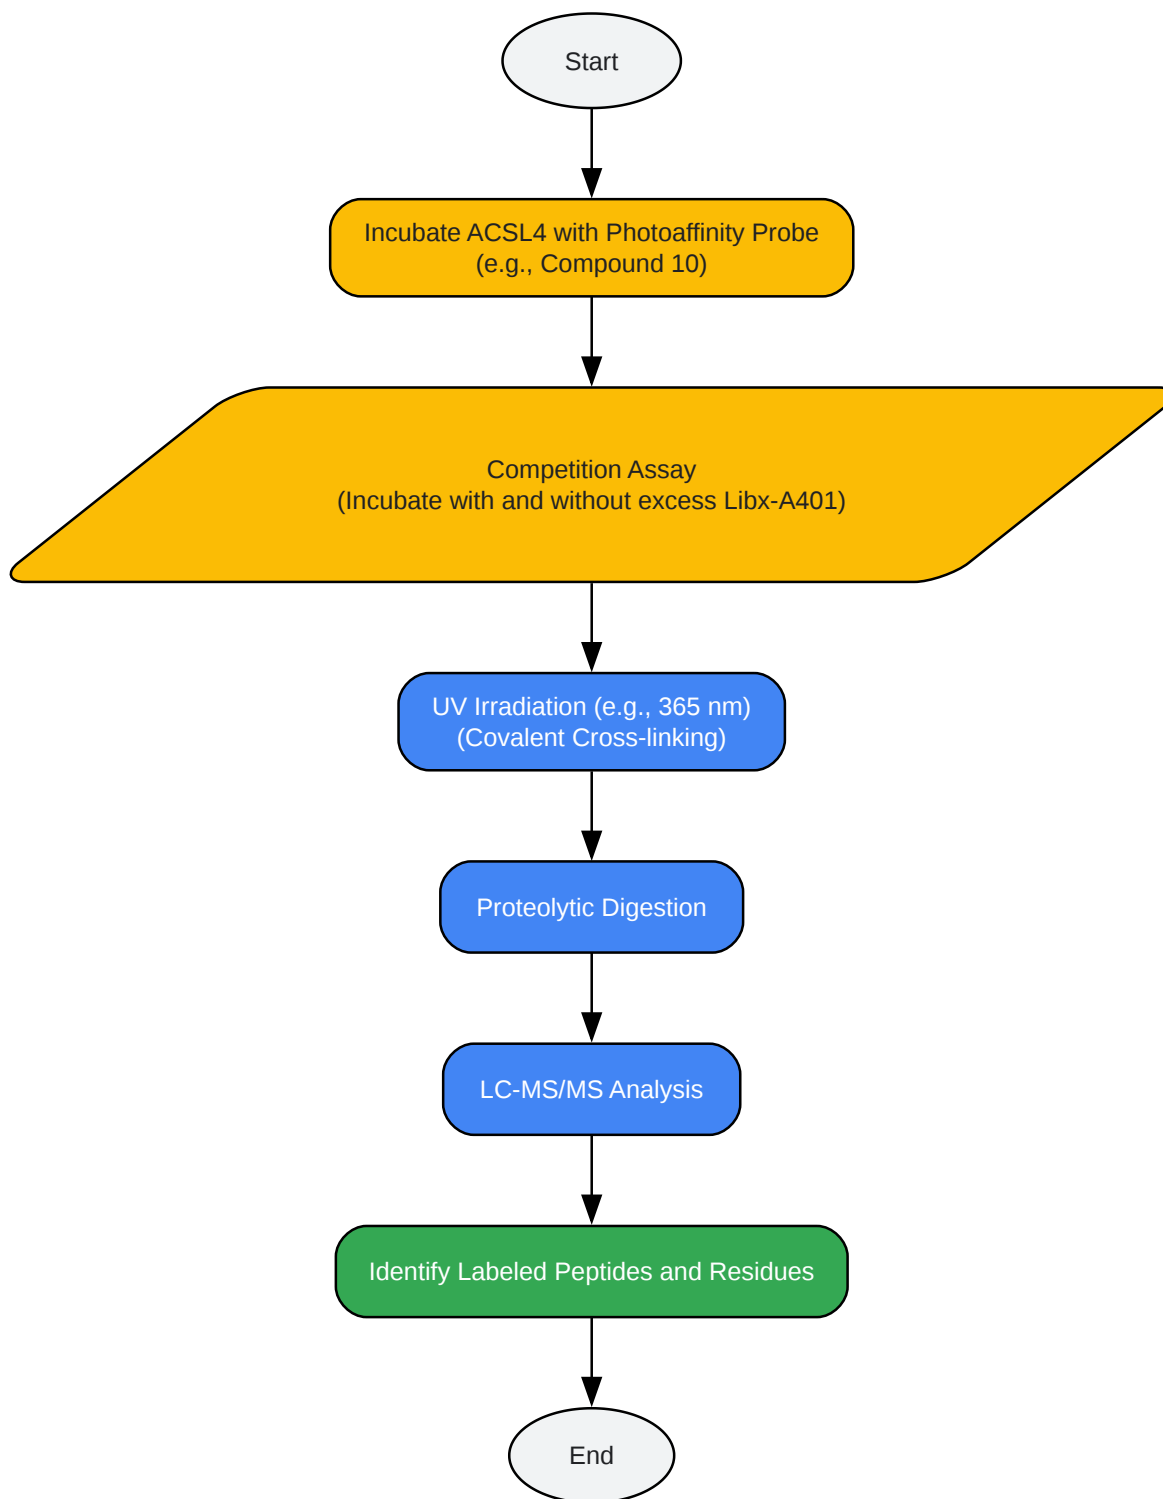 Start
Incubate ACSL4 with Photoaffinity Probe
(e.g., Compound 10)
Competition Assay
(Incubate with and without excess Libx-A401)
UV Irradiation (e.g., 365 nm)
(Covalent Cross-linking)
Proteolytic Digestion
LC-MS/MS Analysis
Identify Labeled Peptides and Residues
End